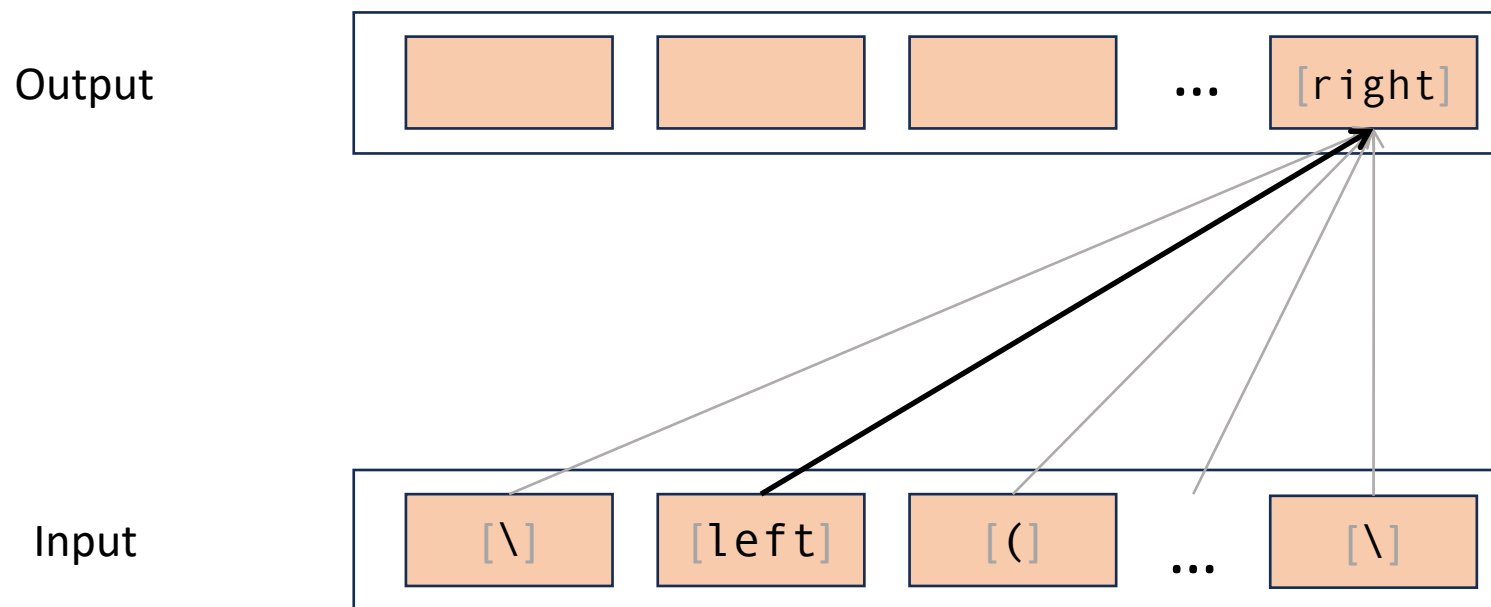 Output ... [right]
Input [\] [left] [(] ... [\]